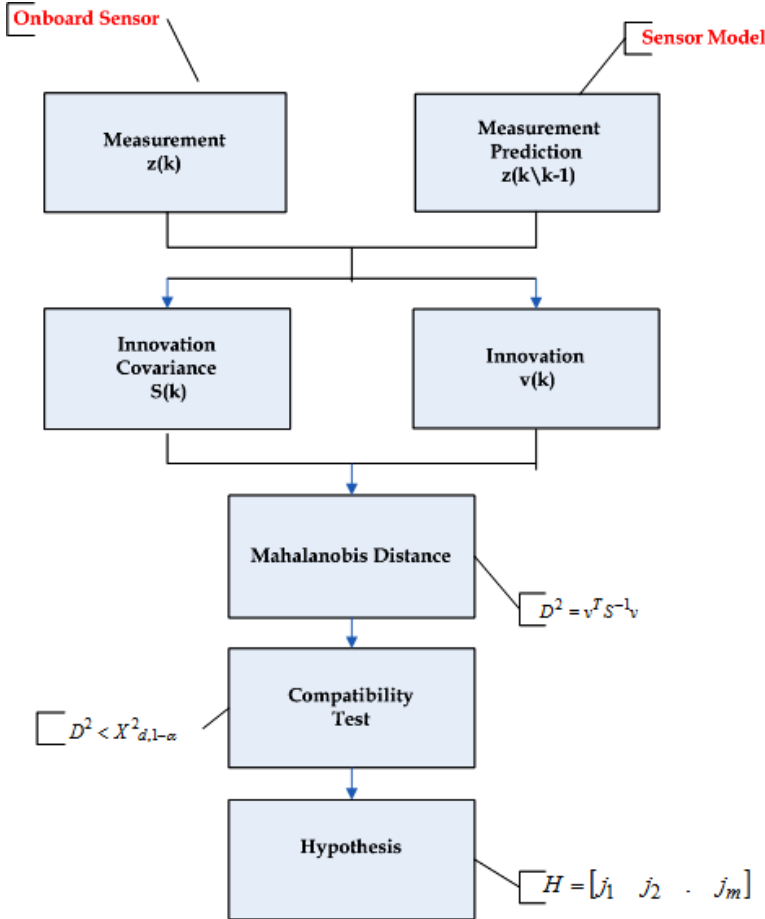 Onboard Sensor
Sensor Model
Measurement
z(k)
Measurement
Prediction
z(k\k-1)
Innovation
Covariance
S(k)
Innovation
v(k)
Mahalanobis Distance
D² = vᵀS⁻¹v
Compatibility
Test
D² < X²d,1-α
Hypothesis
H = [j₁ j₂ . jₘ]